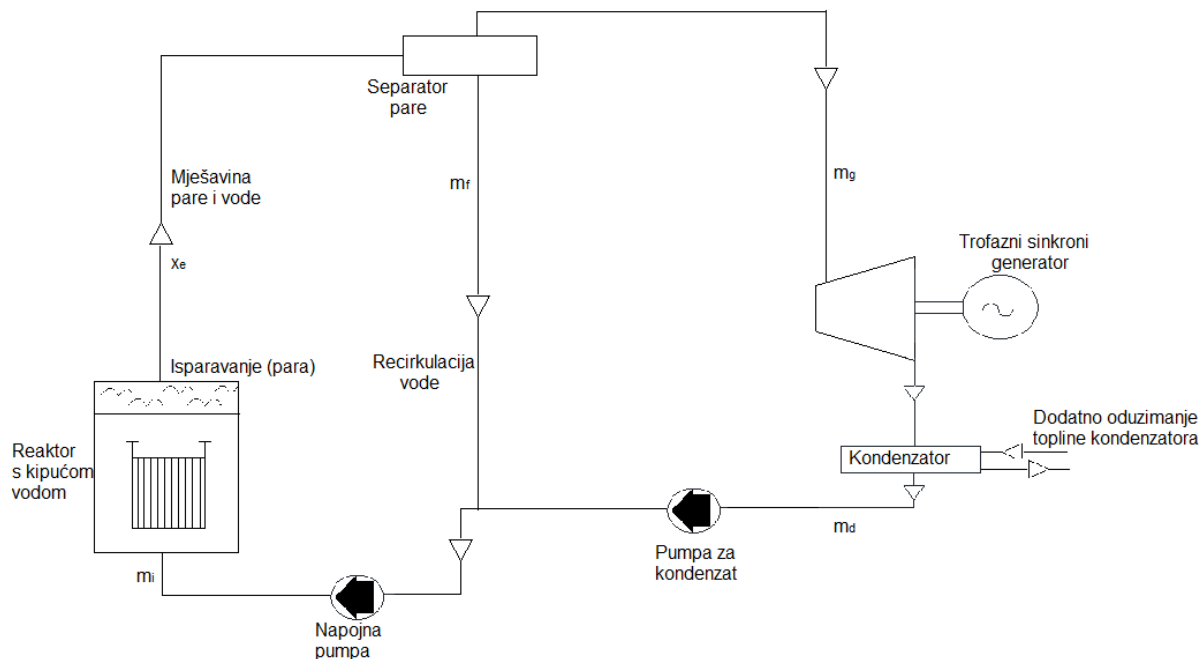 Separator
pare
Mješavina
pare i vode
mf
mg
xe
Trofazni sinkroni
generator
Isparavanje (para)
Recirkulacija
vode
Reaktor
s kipućom
vodom
Dodatno oduzimanje
topline kondenzatora
Kondenzator
md
Pumpa za
kondenzat
mi
Napojna
pumpa